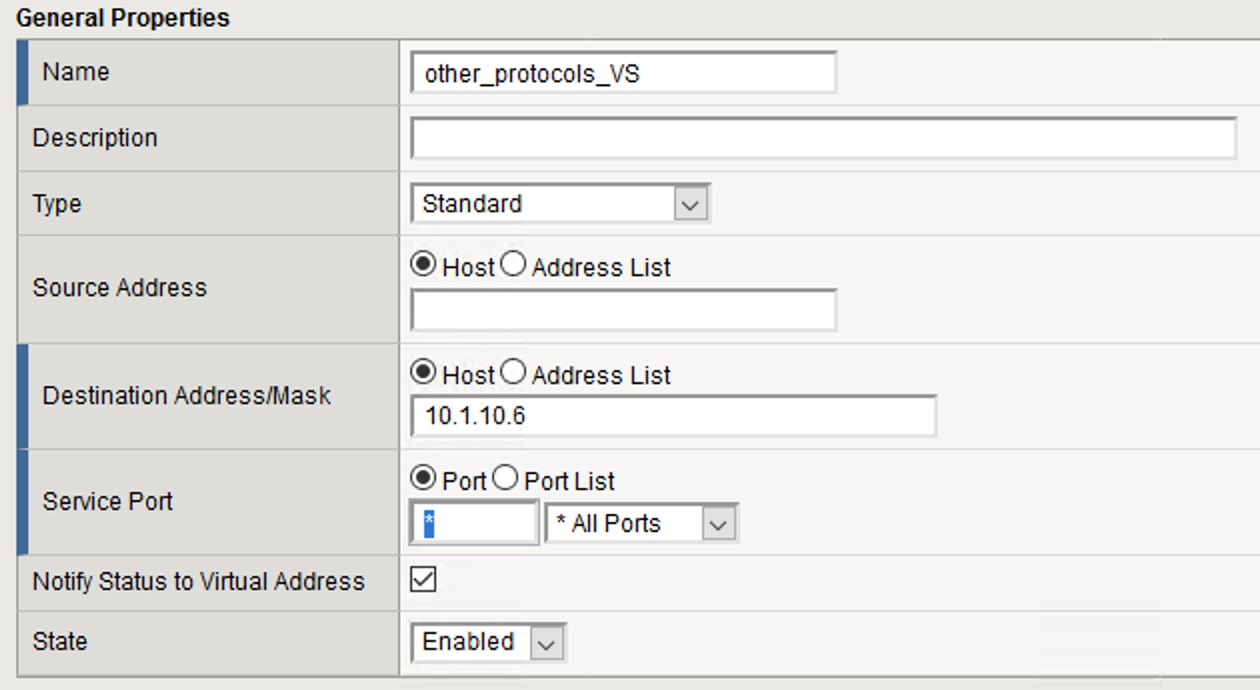 General Properties
Name
other_protocols_VS
Description
Type
Standard
Source Address
Host Address List
Destination Address/Mask
Host Address List
10.1.10.6
Service Port
Port Port List
* * All Ports
Notify Status to Virtual Address
State
Enabled